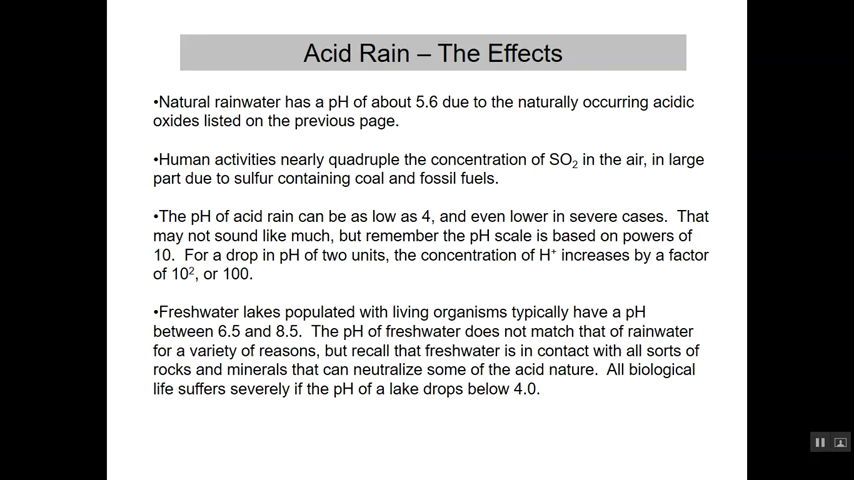 Acid Rain – The Effects
•Natural rainwater has a pH of about 5.6 due to the naturally occurring acidic
oxides listed on the previous page.
•Human activities nearly quadruple the concentration of SO₂ in the air, in large
part due to sulfur containing coal and fossil fuels.
•The pH of acid rain can be as low as 4, and even lower in severe cases. That
may not sound like much, but remember the pH scale is based on powers of
10. For a drop in pH of two units, the concentration of H⁺ increases by a factor
of 10², or 100.
•Freshwater lakes populated with living organisms typically have a pH
between 6.5 and 8.5. The pH of freshwater does not match that of rainwater
for a variety of reasons, but recall that freshwater is in contact with all sorts of
rocks and minerals that can neutralize some of the acid nature. All biological
life suffers severely if the pH of a lake drops below 4.0.